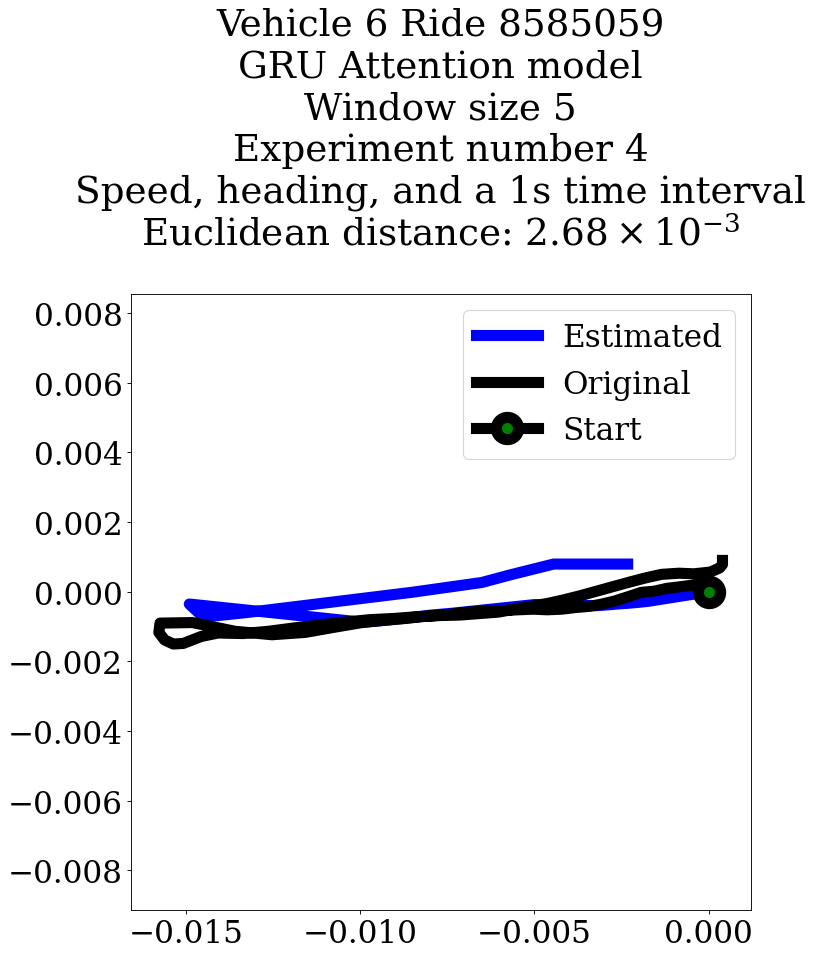 Vehicle 6 Ride 8585059
GRU Attention model
Window size 5
Experiment number 4
Speed, heading, and a 1s time interval
Euclidean distance: 2.68 × 10⁻³
Estimated
Original
Start
0.008
0.006
0.004
0.002
0.000
−0.002
−0.004
−0.006
−0.008
−0.015 −0.010 −0.005 0.000